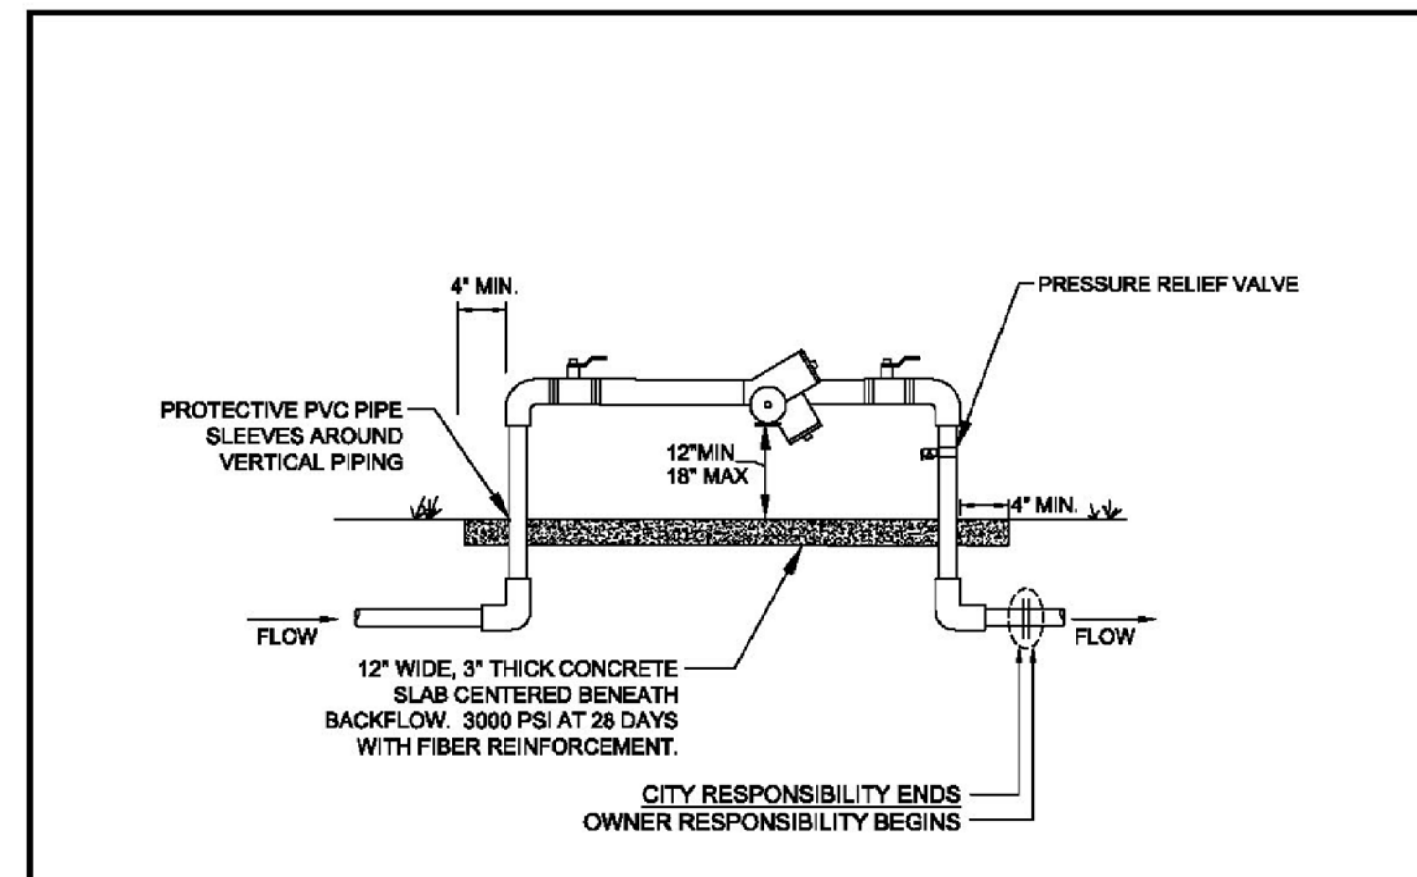 4" MIN.
PRESSURE RELIEF VALVE
PROTECTIVE PVC PIPE
SLEEVES AROUND
VERTICAL PIPING
12"MIN
18" MAX
4" MIN.
FLOW
FLOW
12" WIDE, 3" THICK CONCRETE
SLAB CENTERED BENEATH
BACKFLOW. 3000 PSI AT 28 DAYS
WITH FIBER REINFORCEMENT.
CITY RESPONSIBILITY ENDS
OWNER RESPONSIBILITY BEGINS